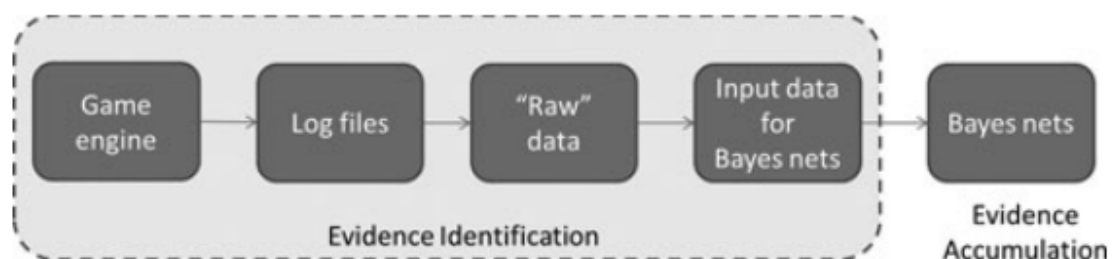 Game
engine
Log files
“Raw”
data
Input data
for
Bayes nets
Bayes nets
Evidence Identification
Evidence
Accumulation